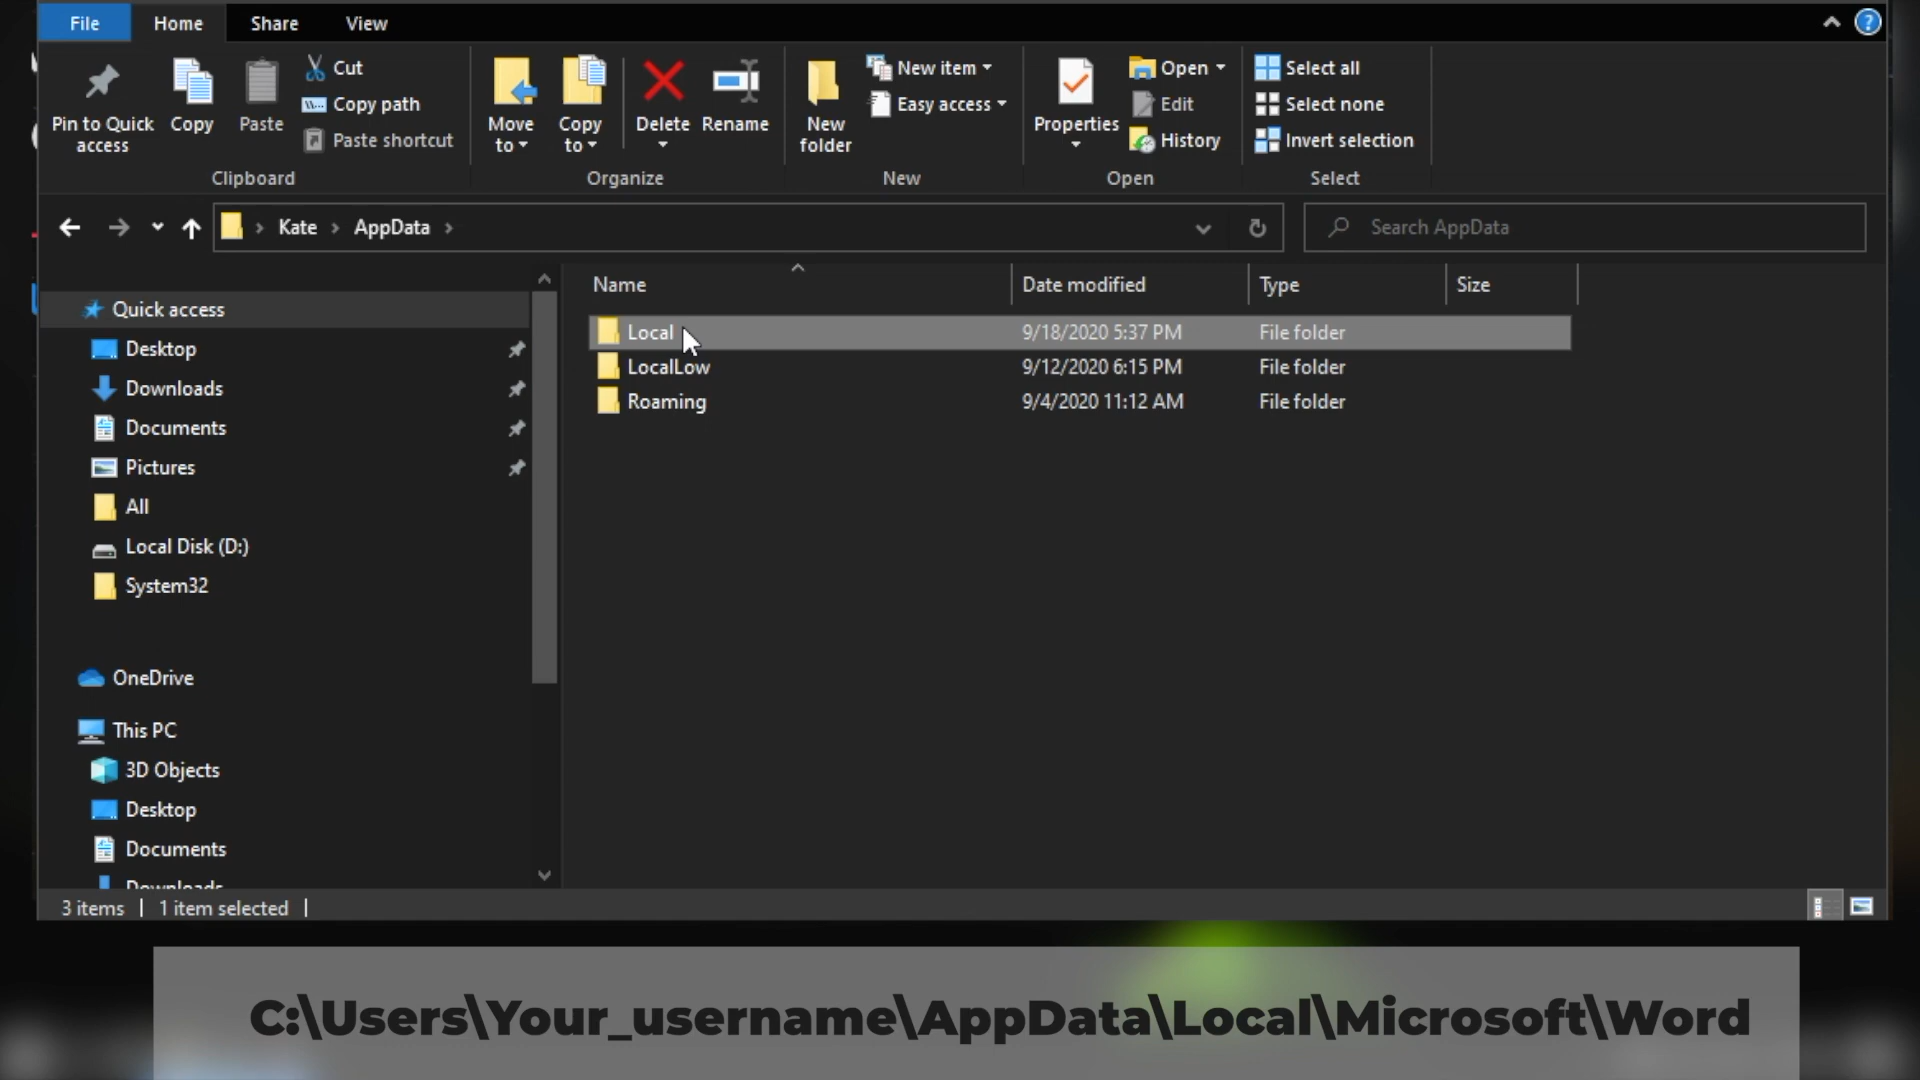 File Home Share View
Pin to Quick access
Copy
Paste
Cut
Copy path
Paste shortcut
Clipboard
Move to
Copy to
Delete
Rename
Organize
New folder
New item
Easy access
New
Properties
Open
Edit
History
Open
Select all
Select none
Invert selection
Select
Kate AppData
Search AppData
Quick access
Desktop
Downloads
Documents
Pictures
All
Local Disk (D:)
System32
OneDrive
This PC
3D Objects
Desktop
Documents
Downloads
Name Date modified Type Size
Local 9/18/2020 5:37 PM File folder
LocalLow 9/12/2020 6:15 PM File folder
Roaming 9/4/2020 11:12 AM File folder
3 items 1 item selected
C:\Users\Your_username\AppData\Local\Microsoft\Word